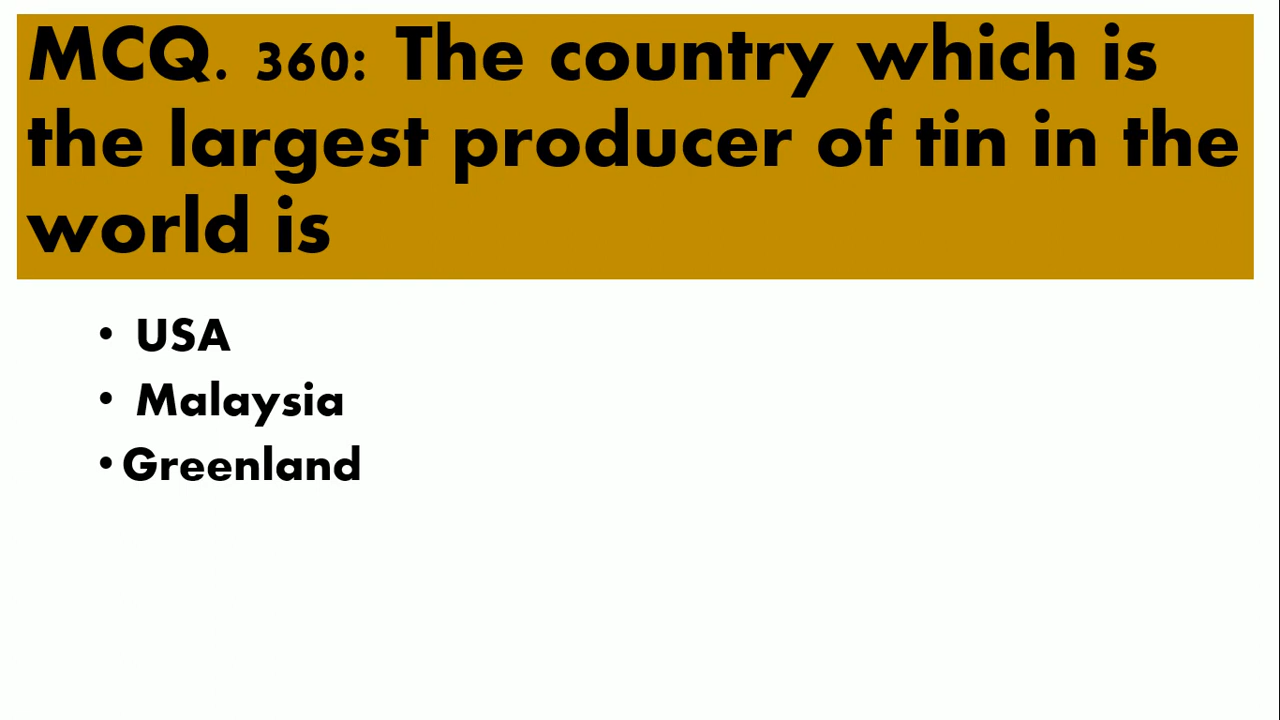 MCQ. 360: The country which is
the largest producer of tin in the
world is
• USA
• Malaysia
• Greenland